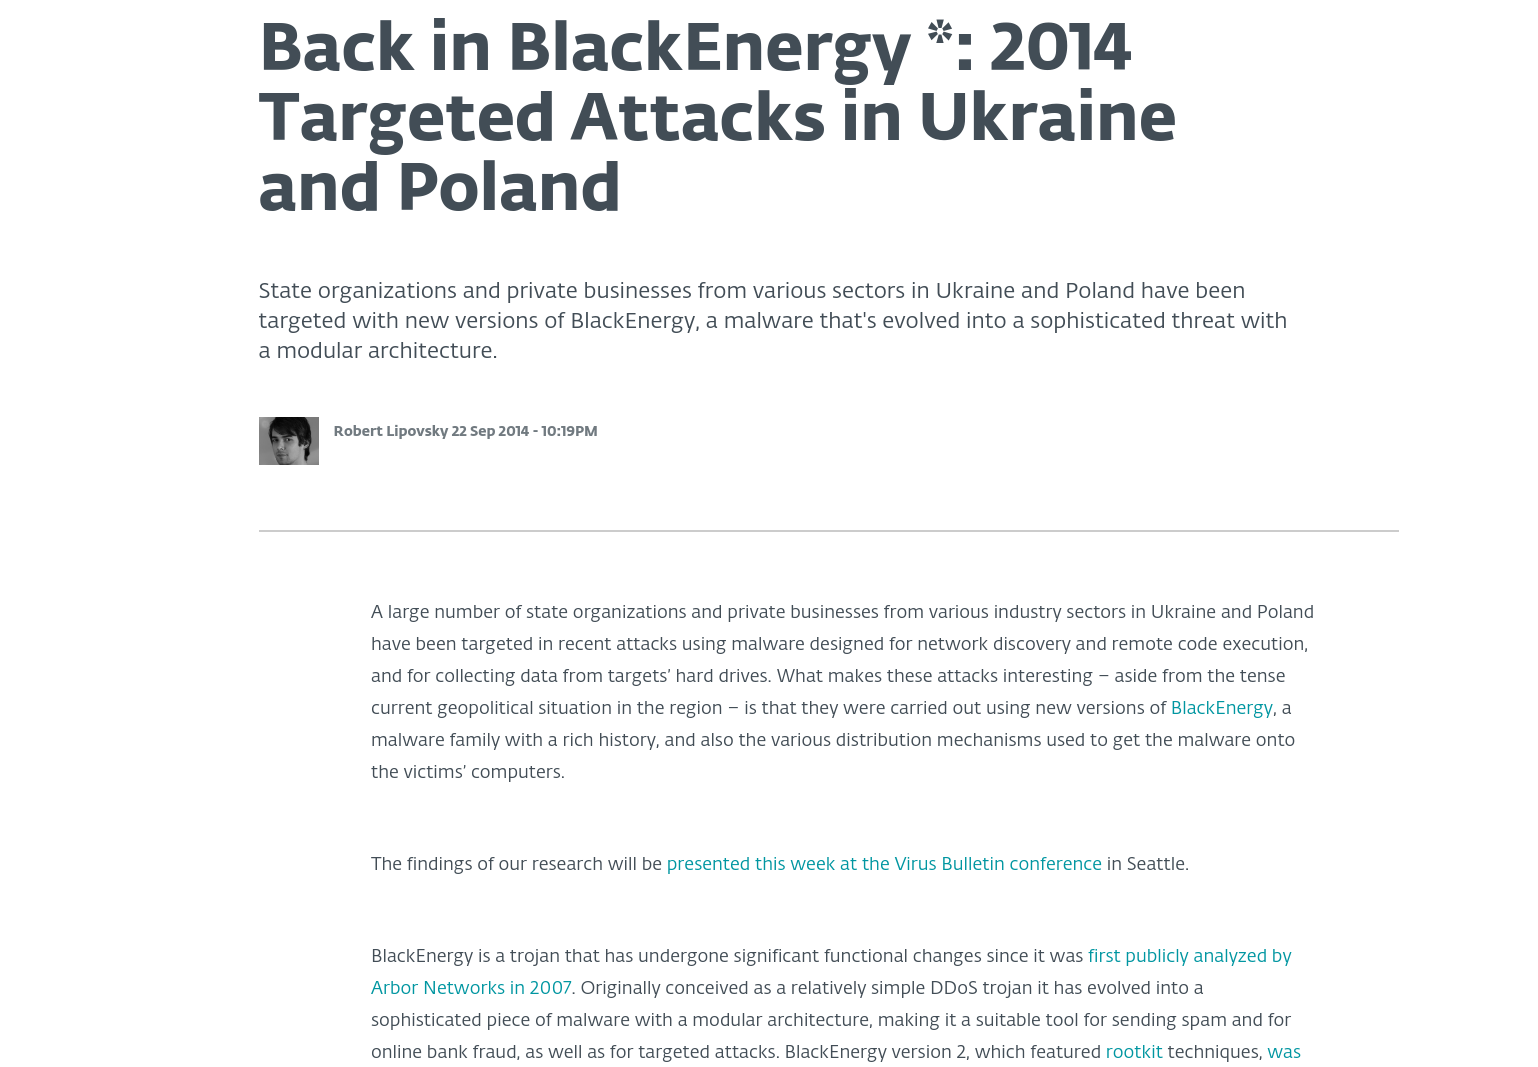 Back in BlackEnergy *: 2014
Targeted Attacks in Ukraine
and Poland
State organizations and private businesses from various sectors in Ukraine and Poland have been
targeted with new versions of BlackEnergy, a malware that's evolved into a sophisticated threat with
a modular architecture.
Robert Lipovsky 22 Sep 2014 - 10:19PM
A large number of state organizations and private businesses from various industry sectors in Ukraine and Poland
have been targeted in recent attacks using malware designed for network discovery and remote code execution,
and for collecting data from targets’ hard drives. What makes these attacks interesting – aside from the tense
current geopolitical situation in the region – is that they were carried out using new versions of BlackEnergy, a
malware family with a rich history, and also the various distribution mechanisms used to get the malware onto
the victims’ computers.
The findings of our research will be presented this week at the Virus Bulletin conference in Seattle.
BlackEnergy is a trojan that has undergone significant functional changes since it was first publicly analyzed by
Arbor Networks in 2007. Originally conceived as a relatively simple DDoS trojan it has evolved into a
sophisticated piece of malware with a modular architecture, making it a suitable tool for sending spam and for
online bank fraud, as well as for targeted attacks. BlackEnergy version 2, which featured rootkit techniques, was